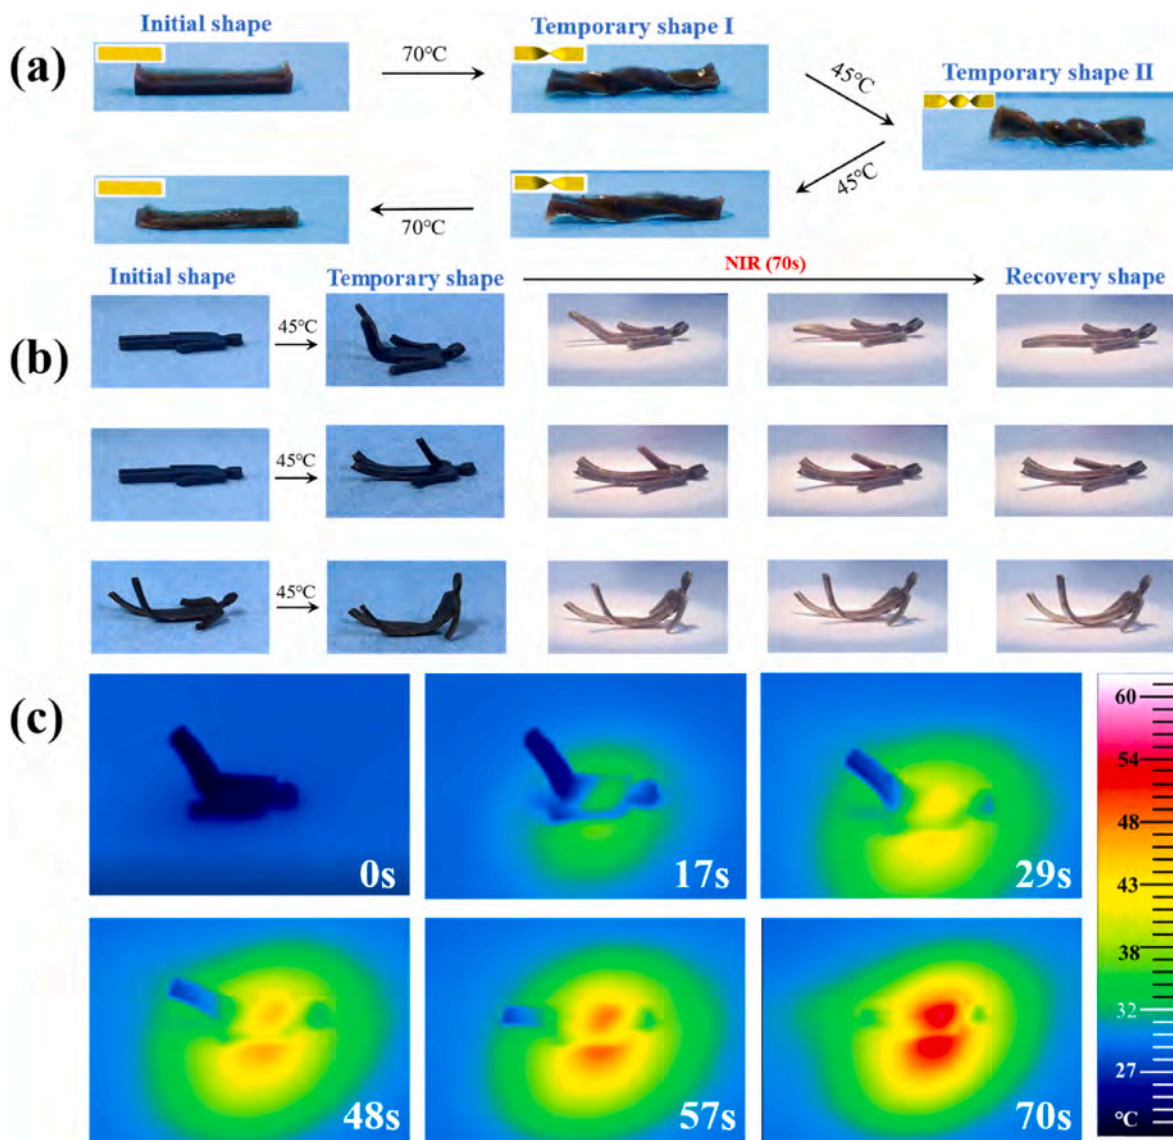 (a)
Initial shape
70°C
Temporary shape I
45°C
Temporary shape II
45°C
70°C
(b)
Initial shape
Temporary shape
NIR (70s)
Recovery shape
45°C
45°C
45°C
(c)
0s
17s
29s
48s
57s
70s
60
54
48
43
38
32
27
°C